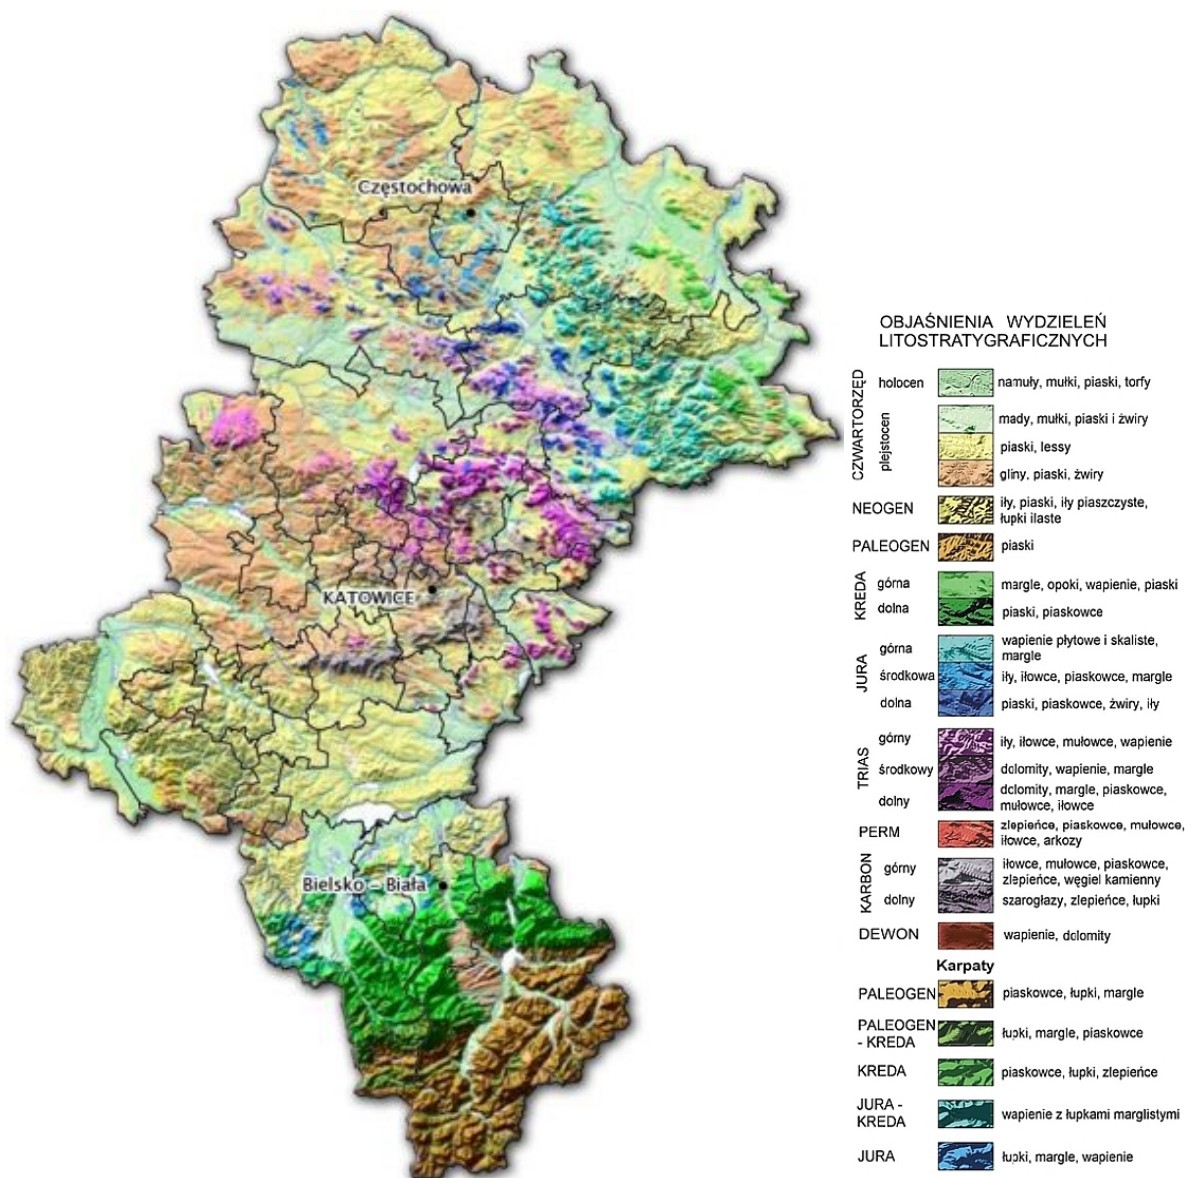 Częstochowa
KATOWICE
Bielsko – Biała
OBJAŚNIENIA WYDZIELEŃ
LITOSTRATYGRAFICZNYCH
CZWARTORZĘD
holocen
namuły, mułki, piaski, torfy
plejstocen
mady, mułki, piaski i żwiry
piaski, lessy
gliny, piaski, żwiry
NEOGEN
iły, piaski, iły piaszczyste,
łupki ilaste
PALEOGEN
piaski
KREDA
górna
margle, opoki, wapienie, piaski
dolna
piaski, piaskowce
JURA
górna
wapienie płytowe i skaliste,
margle
środkowa
iły, iłowce, piaskowce, margle
dolna
piaski, piaskowce, żwiry, iły
TRIAS
górny
iły, iłowce, mułowce, wapienie
środkowy
dolomity, wapienie, margle
dolny
dolomity, margle, piaskowce,
mułowce, iłowce
PERM
zlepieńce, piaskowce, mułowce,
iłowce, arkozy
KARBON
górny
iłowce, mułowce, piaskowce,
zlepieńce, węgiel kamienny
dolny
szarogłazy, zlepieńce, łupki
DEWON
wapienie, dolomity
Karpaty
PALEOGEN
piaskowce, łupki, margle
PALEOGEN
- KREDA
łupki, margle, piaskowce
KREDA
piaskowce, łupki, zlepieńce
JURA -
KREDA
wapienie z łupkami marglistymi
JURA
łupki, margle, wapienie